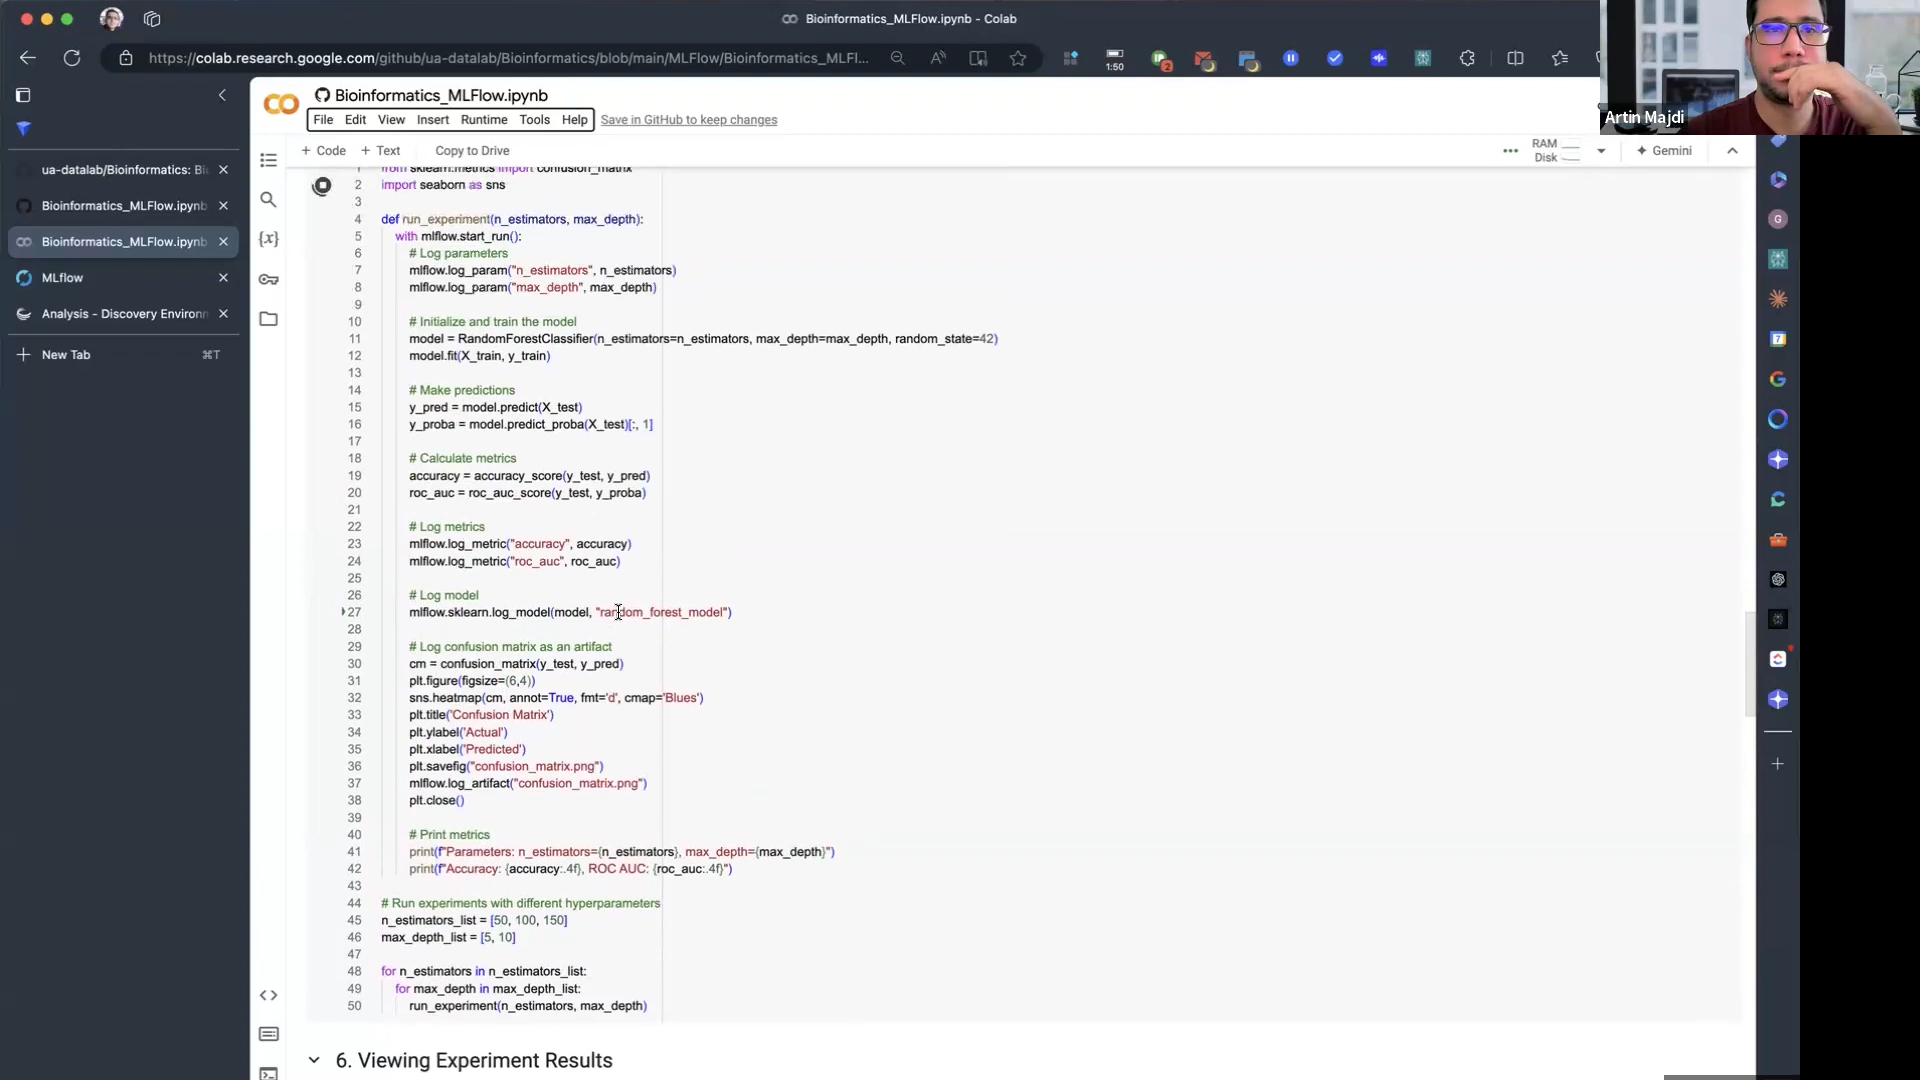 Bioinformatics_MLFlow.ipynb - Colab
https://colab.research.google.com/github/ua-datalab/Bioinformatics/blob/main/MLFlow/Bioinformatics_MLFl...
1:50
2
Artin Majdi
ua-datalab/Bioinformatics: Bi
Bioinformatics_MLFlow.ipynb
Bioinformatics_MLFlow.ipynb
MLflow
Analysis - Discovery Environ
New Tab ⌘T
Bioinformatics_MLFlow.ipynb
File Edit View Insert Runtime Tools Help Save in GitHub to keep changes
+ Code + Text Copy to Drive
RAM
Disk
Gemini
1 from sklearn.metrics import confusion_matrix
2 import seaborn as sns
3
4 def run_experiment(n_estimators, max_depth):
5 with mlflow.start_run():
6 # Log parameters
7 mlflow.log_param("n_estimators", n_estimators)
8 mlflow.log_param("max_depth", max_depth)
9
10 # Initialize and train the model
11 model = RandomForestClassifier(n_estimators=n_estimators, max_depth=max_depth, random_state=42)
12 model.fit(X_train, y_train)
13
14 # Make predictions
15 y_pred = model.predict(X_test)
16 y_proba = model.predict_proba(X_test)[:, 1]
17
18 # Calculate metrics
19 accuracy = accuracy_score(y_test, y_pred)
20 roc_auc = roc_auc_score(y_test, y_proba)
21
22 # Log metrics
23 mlflow.log_metric("accuracy", accuracy)
24 mlflow.log_metric("roc_auc", roc_auc)
25
26 # Log model
27 mlflow.sklearn.log_model(model, "random_forest_model")
28
29 # Log confusion matrix as an artifact
30 cm = confusion_matrix(y_test, y_pred)
31 plt.figure(figsize=(6,4))
32 sns.heatmap(cm, annot=True, fmt='d', cmap='Blues')
33 plt.title('Confusion Matrix')
34 plt.ylabel('Actual')
35 plt.xlabel('Predicted')
36 plt.savefig("confusion_matrix.png")
37 mlflow.log_artifact("confusion_matrix.png")
38 plt.close()
39
40 # Print metrics
41 print(f"Parameters: n_estimators={n_estimators}, max_depth={max_depth}")
42 print(f"Accuracy: {accuracy:.4f}, ROC AUC: {roc_auc:.4f}")
43
44 # Run experiments with different hyperparameters
45 n_estimators_list = [50, 100, 150]
46 max_depth_list = [5, 10]
47
48 for n_estimators in n_estimators_list:
49 for max_depth in max_depth_list:
50 run_experiment(n_estimators, max_depth)
6. Viewing Experiment Results